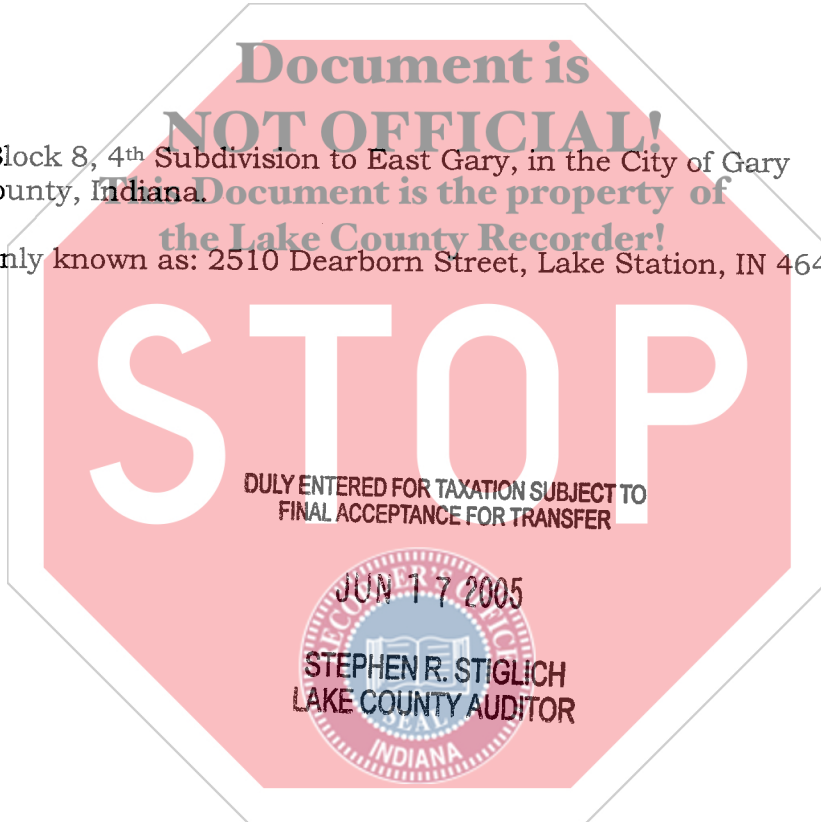 Document is
NOT OFFICIAL!
lock 8, 4th Subdivision to East Gary, in the City of Gary
ounty, Indiana.
This Document is the property of
the Lake County Recorder!
nly known as: 2510 Dearborn Street, Lake Station, IN 464
STOP
DULY ENTERED FOR TAXATION SUBJECT TO
FINAL ACCEPTANCE FOR TRANSFER
JUN 17 2005
RECORDER'S OFFICE
STEPHEN R. STIGLICH
LAKE COUNTY AUDITOR
SEAL
INDIANA